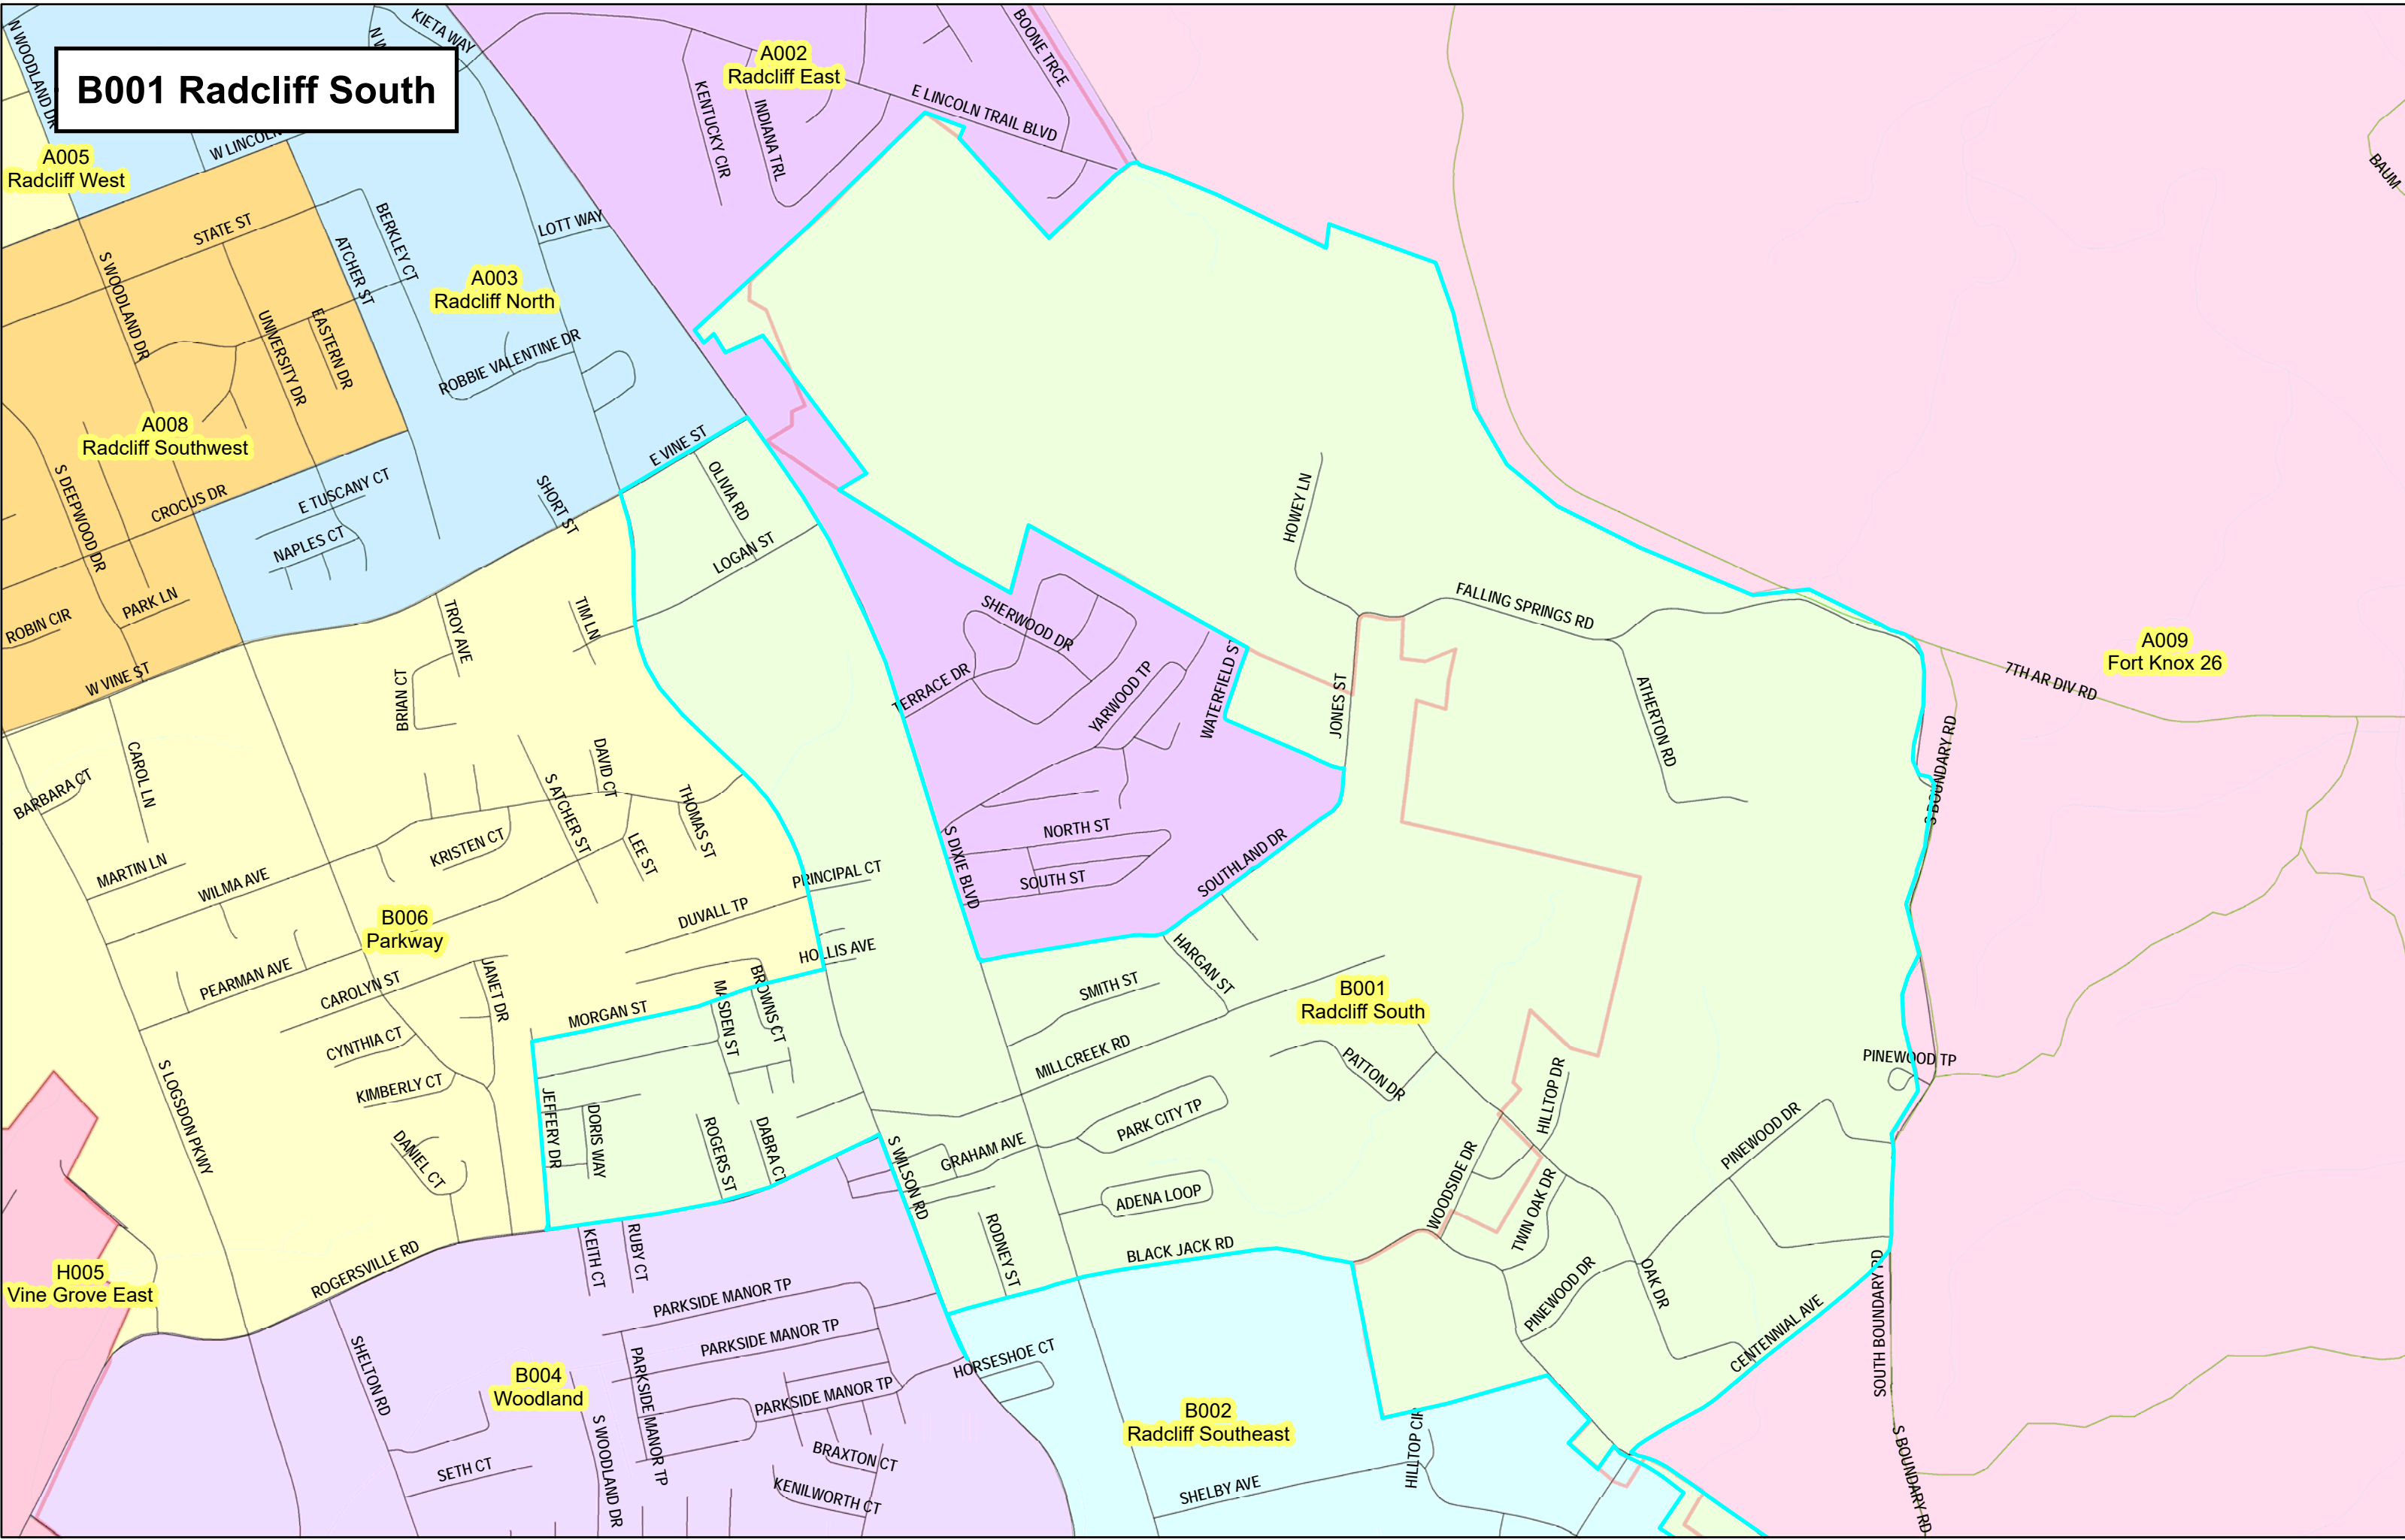 B001 Radcliff South
N WOODLAND DR
KIETA WAY
W LINCOLN
A005
Radcliff West
A002
Radcliff East
KENTUCKY CIR
INDIANA TRL
E LINCOLN TRAIL BLVD
BOONE TRCE
BAUM
STATE ST
S WOODLAND DR
ATCHER ST
BERKLEY CT
LOTT WAY
A003
Radcliff North
UNIVERSITY DR
EASTERN DR
ROBBIE VALENTINE DR
A008
Radcliff Southwest
S DEEPWOOD DR
CROCUS DR
E TUSCANY CT
NAPLES CT
SHORT ST
E VINE ST
OLIVIA RD
LOGAN ST
HOWEY LN
ROBIN CIR
PARK LN
W VINE ST
TROY AVE
TIM LN
BRIAN CT
SHERWOOD DR
TERRACE DR
YARWOOD TP
WATERFIELD S
JONES ST
FALLING SPRINGS RD
ATHERTON RD
A009
Fort Knox 26
7TH AR DIV RD
S BOUNDARY RD
BARBARA CT
CAROL LN
DAVID CT
S ATCHER ST
THOMAS ST
LEE ST
KRISTEN CT
MARTIN LN
WILMA AVE
PRINCIPAL CT
DUVALL TP
HOLLIS AVE
S DIXIE BLVD
NORTH ST
SOUTH ST
SOUTHLAND DR
B006
Parkway
PEARMAN AVE
CAROLYN ST
JANET DR
CYNTHIA CT
KIMBERLY CT
DANIEL CT
S LOGSDON PKWY
MORGAN ST
MASDEN ST
BROWNS CT
JEFFERY DR
DORIS WAY
ROGERS ST
DABRA CT
SMITH ST
HARGAN ST
MILLCREEK RD
B001
Radcliff South
PATTON DR
HILLTOP DR
PINEWOOD TP
PINEWOOD DR
PARK CITY TP
GRAHAM AVE
S WILSON RD
ADENA LOOP
RODNEY ST
BLACK JACK RD
WOODSIDE DR
TWIN OAK DR
PINEWOOD DR
OAK DR
CENTENNIAL AVE
SOUTH BOUNDARY RD
S BOUNDARY RD
H005
Vine Grove East
ROGERSVILLE RD
KEITH CT
RUBY CT
PARKSIDE MANOR TP
PARKSIDE MANOR TP
PARKSIDE MANOR TP
PARKSIDE MANOR TP
HORSESHOE CT
SHELTON RD
B004
Woodland
S WOODLAND DR
SETH CT
BRAXTON CT
KENILWORTH CT
B002
Radcliff Southeast
SHELBY AVE
HILLTOP CIR